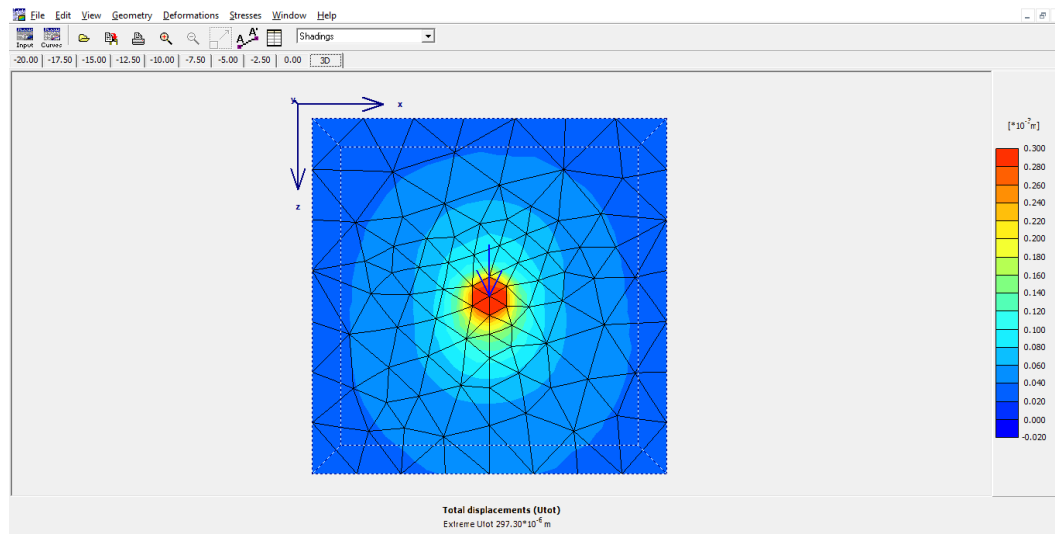 File Edit View Geometry Deformations Stresses Window Help
Input Curves A A* Shadings
-20.00 -17.50 -15.00 -12.50 -10.00 -7.50 -5.00 -2.50 0.00 3D
y x
z
[*10^-7 m]
0.300
0.280
0.260
0.240
0.220
0.200
0.180
0.160
0.140
0.120
0.100
0.080
0.060
0.040
0.020
0.000
-0.020
Total displacements (Utot)
Extreme Utot 297.30*10^-6 m